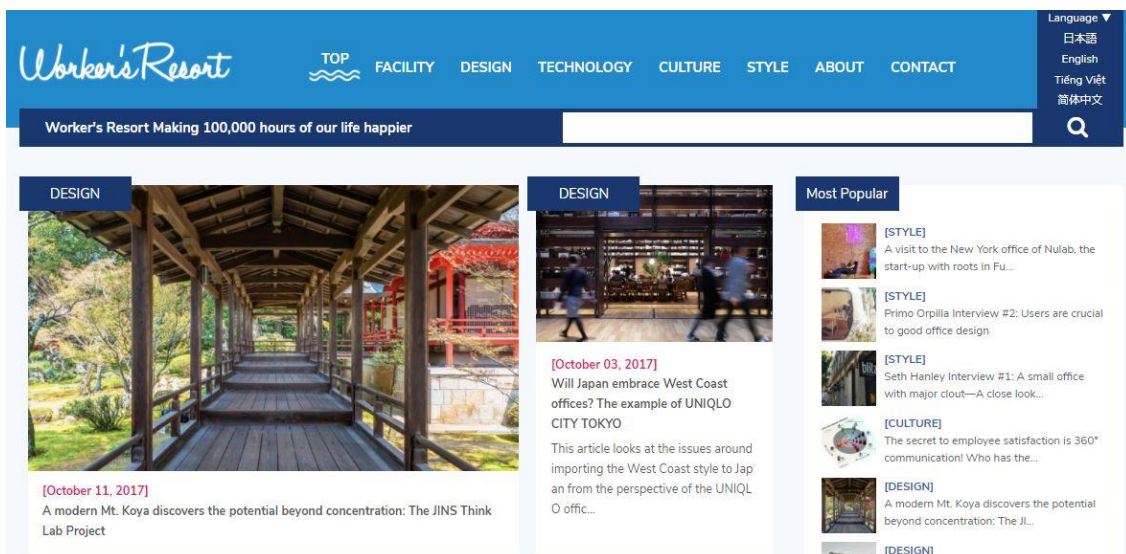 Language ▼
日本語
English
Tiếng Việt
简体中文
Worker's Resort
TOP
FACILITY
DESIGN
TECHNOLOGY
CULTURE
STYLE
ABOUT
CONTACT
Worker's Resort Making 100,000 hours of our life happier
DESIGN
[October 11, 2017]
A modern Mt. Koya discovers the potential beyond concentration: The JINS Think
Lab Project
DESIGN
[October 03, 2017]
Will Japan embrace West Coast
offices? The example of UNIQLO
CITY TOKYO
This article looks at the issues around
importing the West Coast style to Jap
an from the perspective of the UNIQL
O offic...
Most Popular
[STYLE]
A visit to the New York office of Nulab, the
start-up with roots in Fu...
[STYLE]
Primo Orpilla Interview #2: Users are crucial
to good office design
[STYLE]
Seth Hanley Interview #1: A small office
with major clout—A close look...
[CULTURE]
The secret to employee satisfaction is 360°
communication! Who has the...
[DESIGN]
A modern Mt. Koya discovers the potential
beyond concentration: The JI...
[DESIGN]